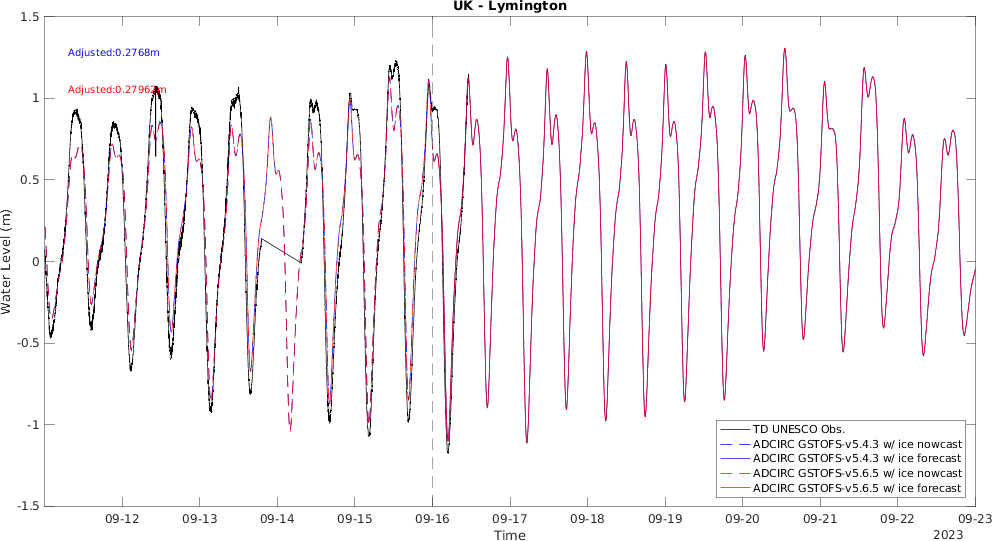 UK - Lymington
Adjusted:0.2768m
Adjusted:0.27962m
Water Level (m)
1.5
1
0.5
0
-0.5
-1
-1.5
TD UNESCO Obs.
ADCIRC GSTOFS-v5.4.3 w/ ice nowcast
ADCIRC GSTOFS-v5.4.3 w/ ice forecast
ADCIRC GSTOFS-v5.6.5 w/ ice nowcast
ADCIRC GSTOFS-v5.6.5 w/ ice forecast
09-12 09-13 09-14 09-15 09-16 09-17 09-18 09-19 09-20 09-21 09-22 09-23
Time
2023